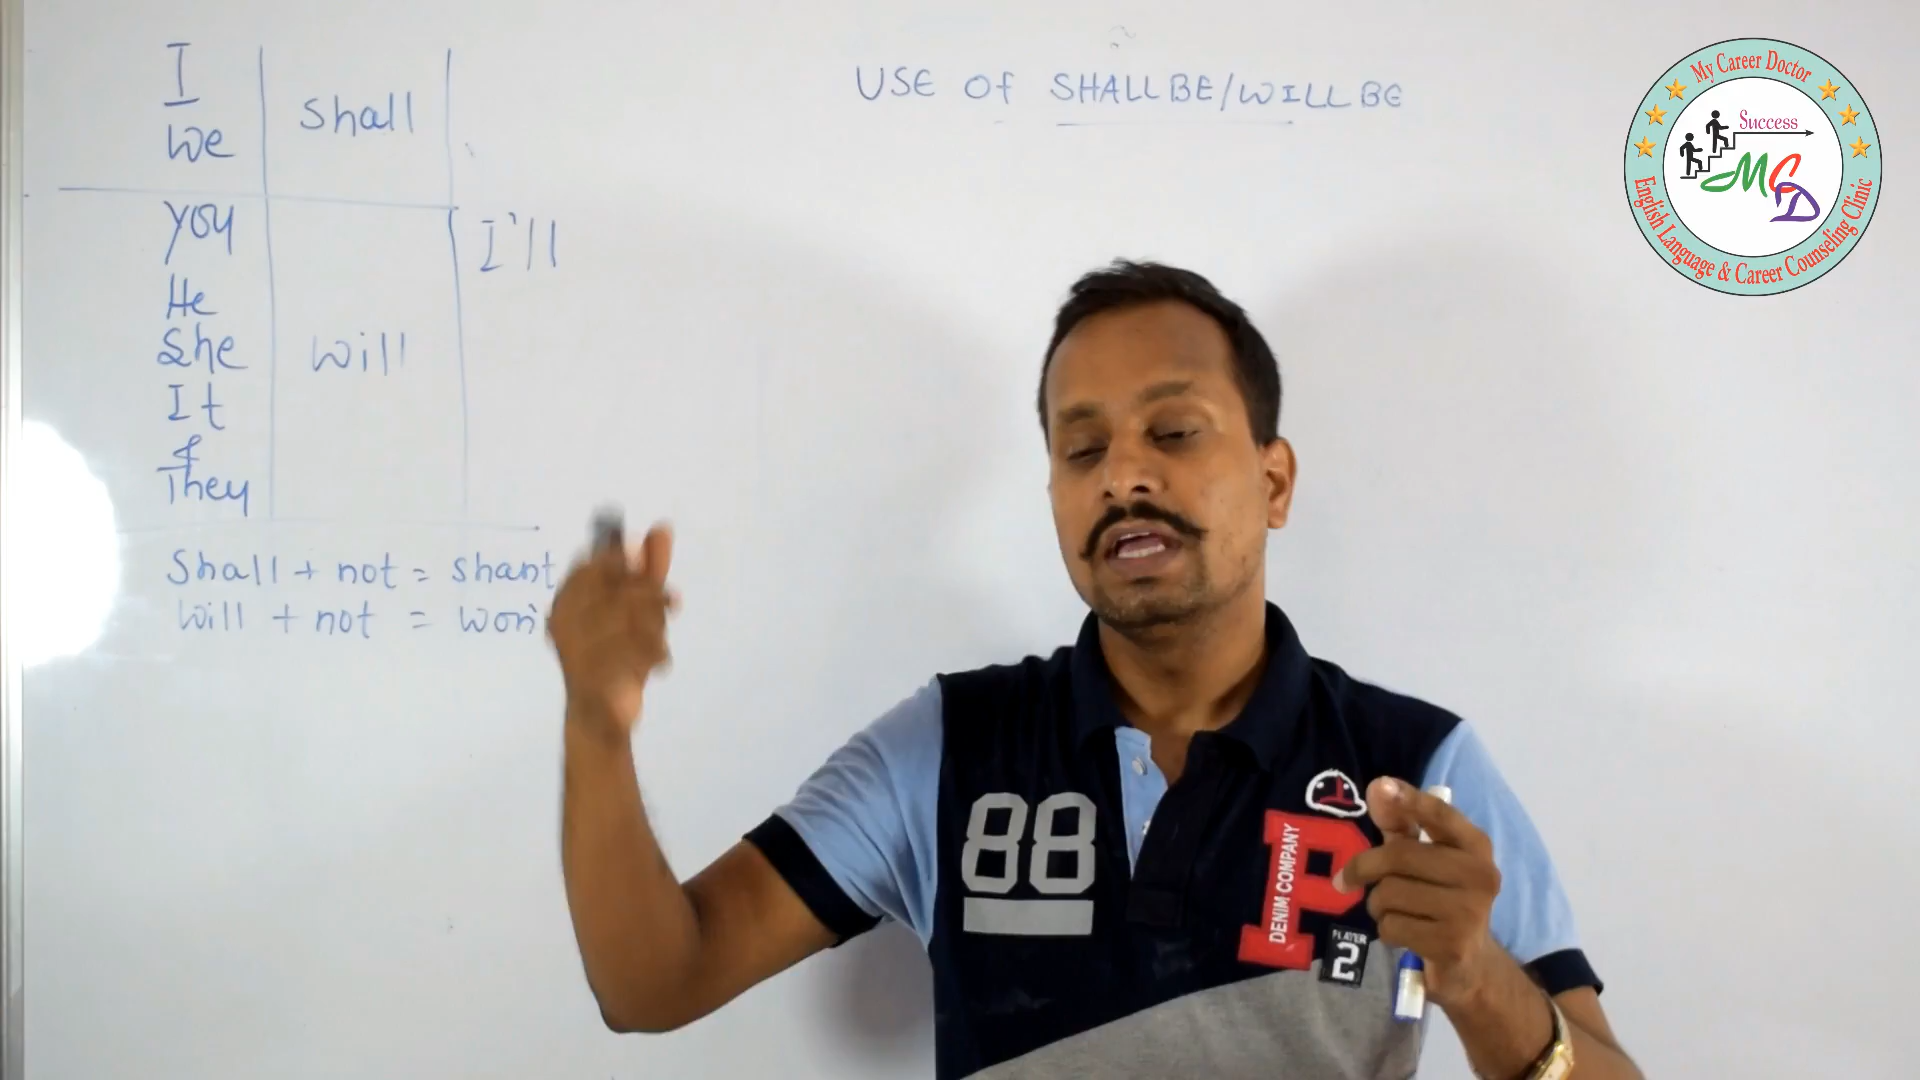 USE Of SHALL BE/WILL BE
I
We
Shall
you
He
She
It
&
They
will
I'll
Shall + not = shant
will + not = won'
My Career Doctor
Success
MCD
English Language & Career Counseling Clinic
88
DENIM COMPANY
P
PLAYER
2